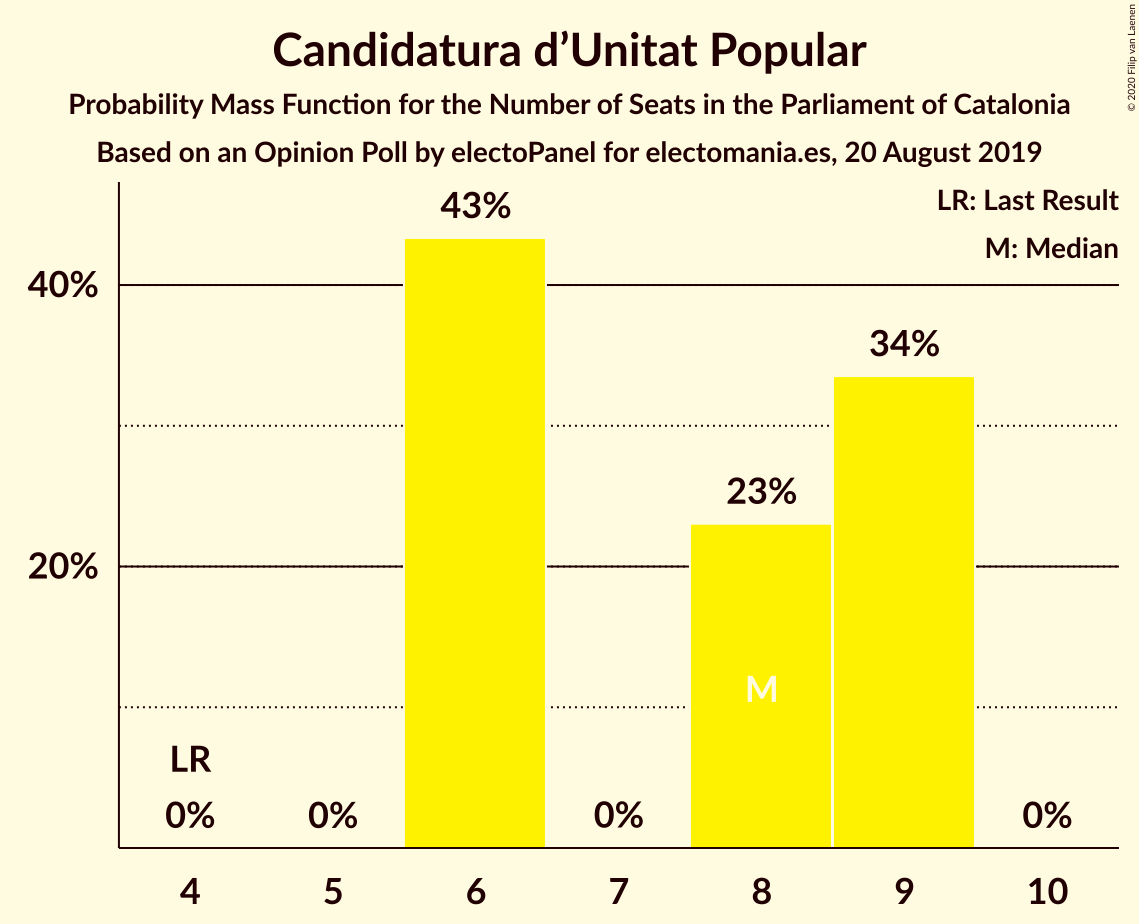 Candidatura d’Unitat Popular
Probability Mass Function for the Number of Seats in the Parliament of Catalonia
Based on an Opinion Poll by electoPanel for electomania.es, 20 August 2019
© 2020 Filip van Laenen
LR: Last Result
M: Median
43%
40%
34%
23%
20%
M
LR
0% 0% 0% 0%
4 5 6 7 8 9 10